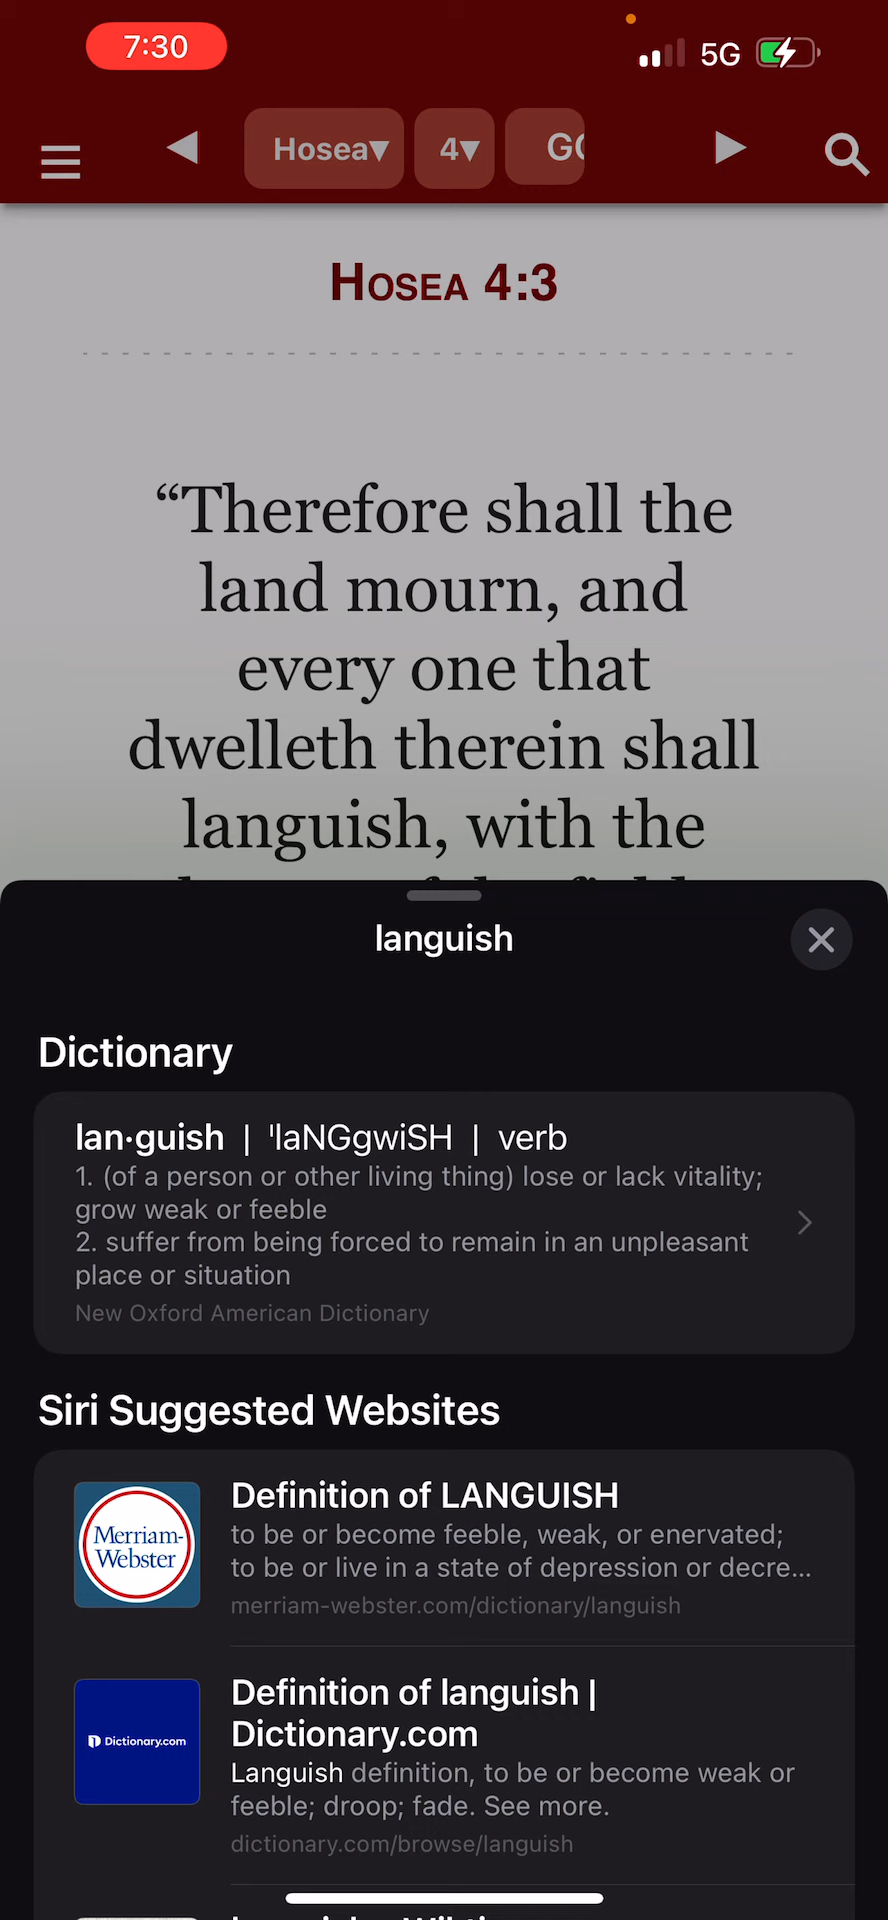 7:30
5G
Hosea▾
4▾
HOSEA 4:3
“Therefore shall the
land mourn, and
every one that
dwelleth therein shall
languish, with the
languish
Dictionary
lan·guish | ˈlaNGgwiSH | verb
1. (of a person or other living thing) lose or lack vitality;
grow weak or feeble
2. suffer from being forced to remain in an unpleasant
place or situation
New Oxford American Dictionary
Siri Suggested Websites
Merriam-
Webster
Definition of LANGUISH
to be or become feeble, weak, or enervated;
to be or live in a state of depression or decre...
merriam-webster.com/dictionary/languish
Dictionary.com
Definition of languish |
Dictionary.com
Languish definition, to be or become weak or
feeble; droop; fade. See more.
dictionary.com/browse/languish